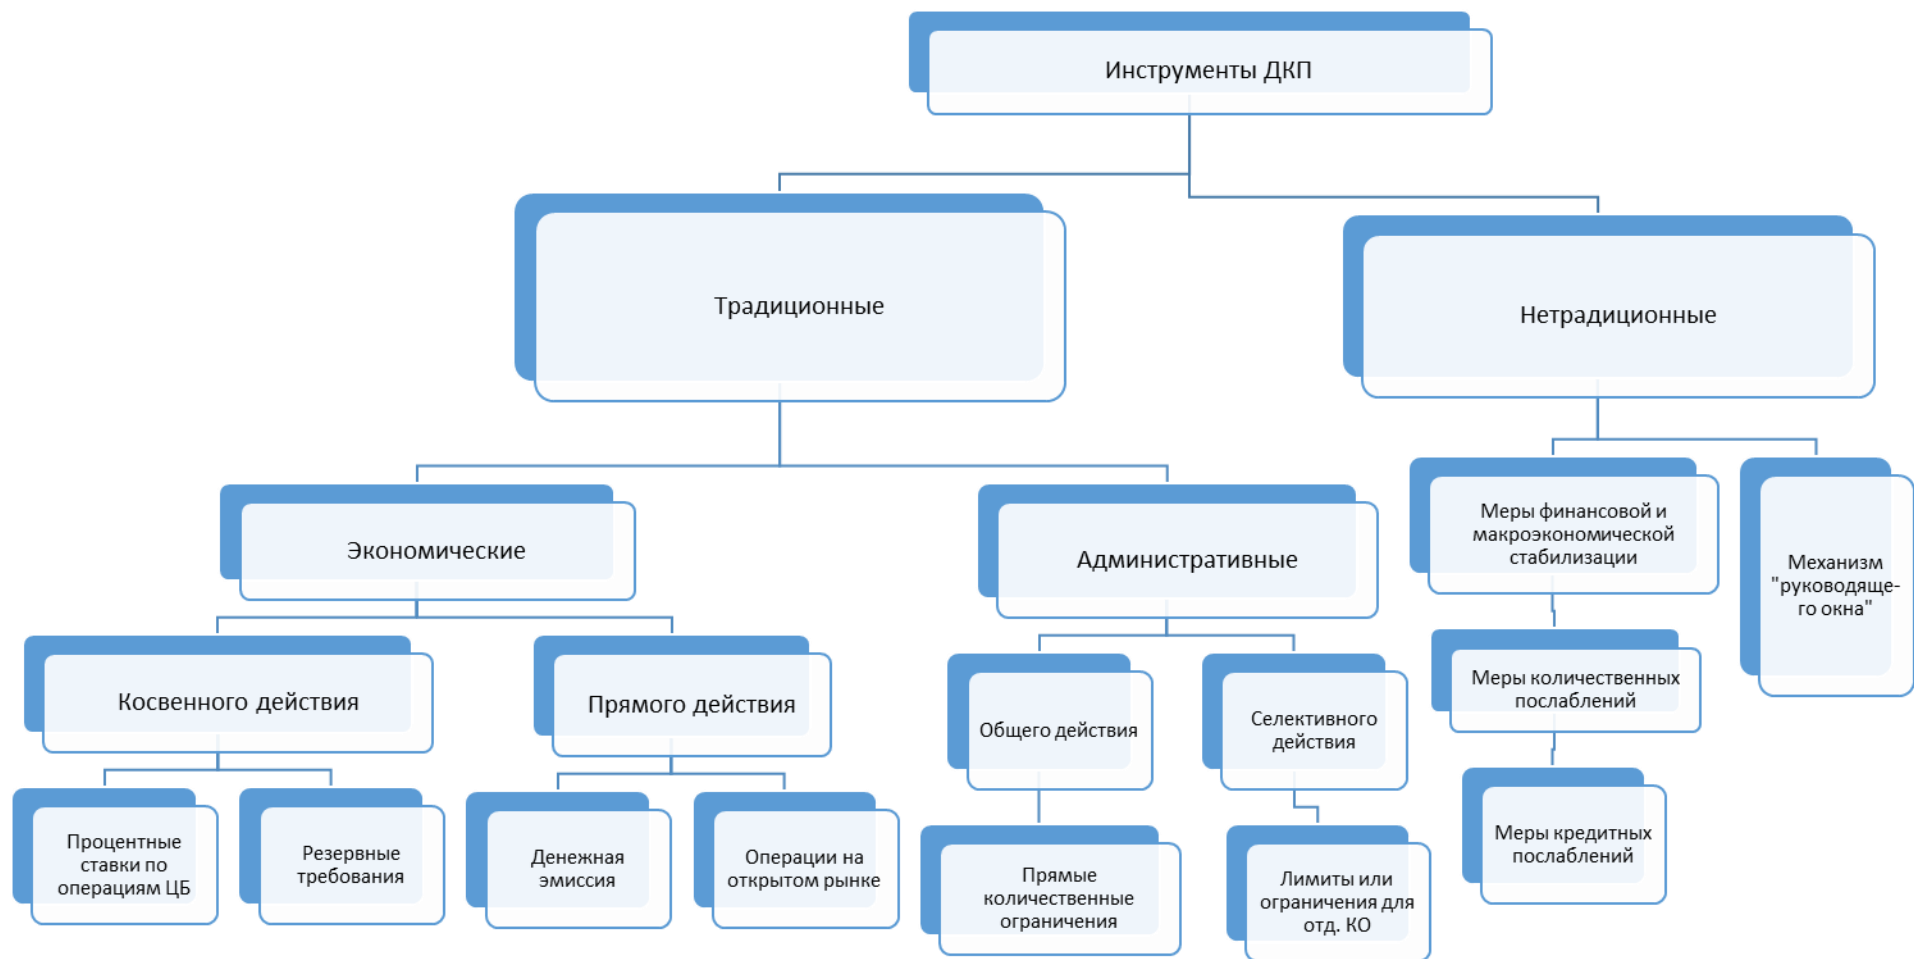 Инструменты ДКП
Традиционные
Нетрадиционные
Экономические
Административные
Меры финансовой и
макроэкономической
стабилизации
Механизм
"руководяще-
го окна"
Косвенного действия
Прямого действия
Общего действия
Селективного
действия
Меры количественных
послаблений
Процентные
ставки по
операциям ЦБ
Резервные
требования
Денежная
эмиссия
Операции на
открытом рынке
Прямые
количественные
ограничения
Лимиты или
ограничения для
отд. КО
Меры кредитных
послаблений